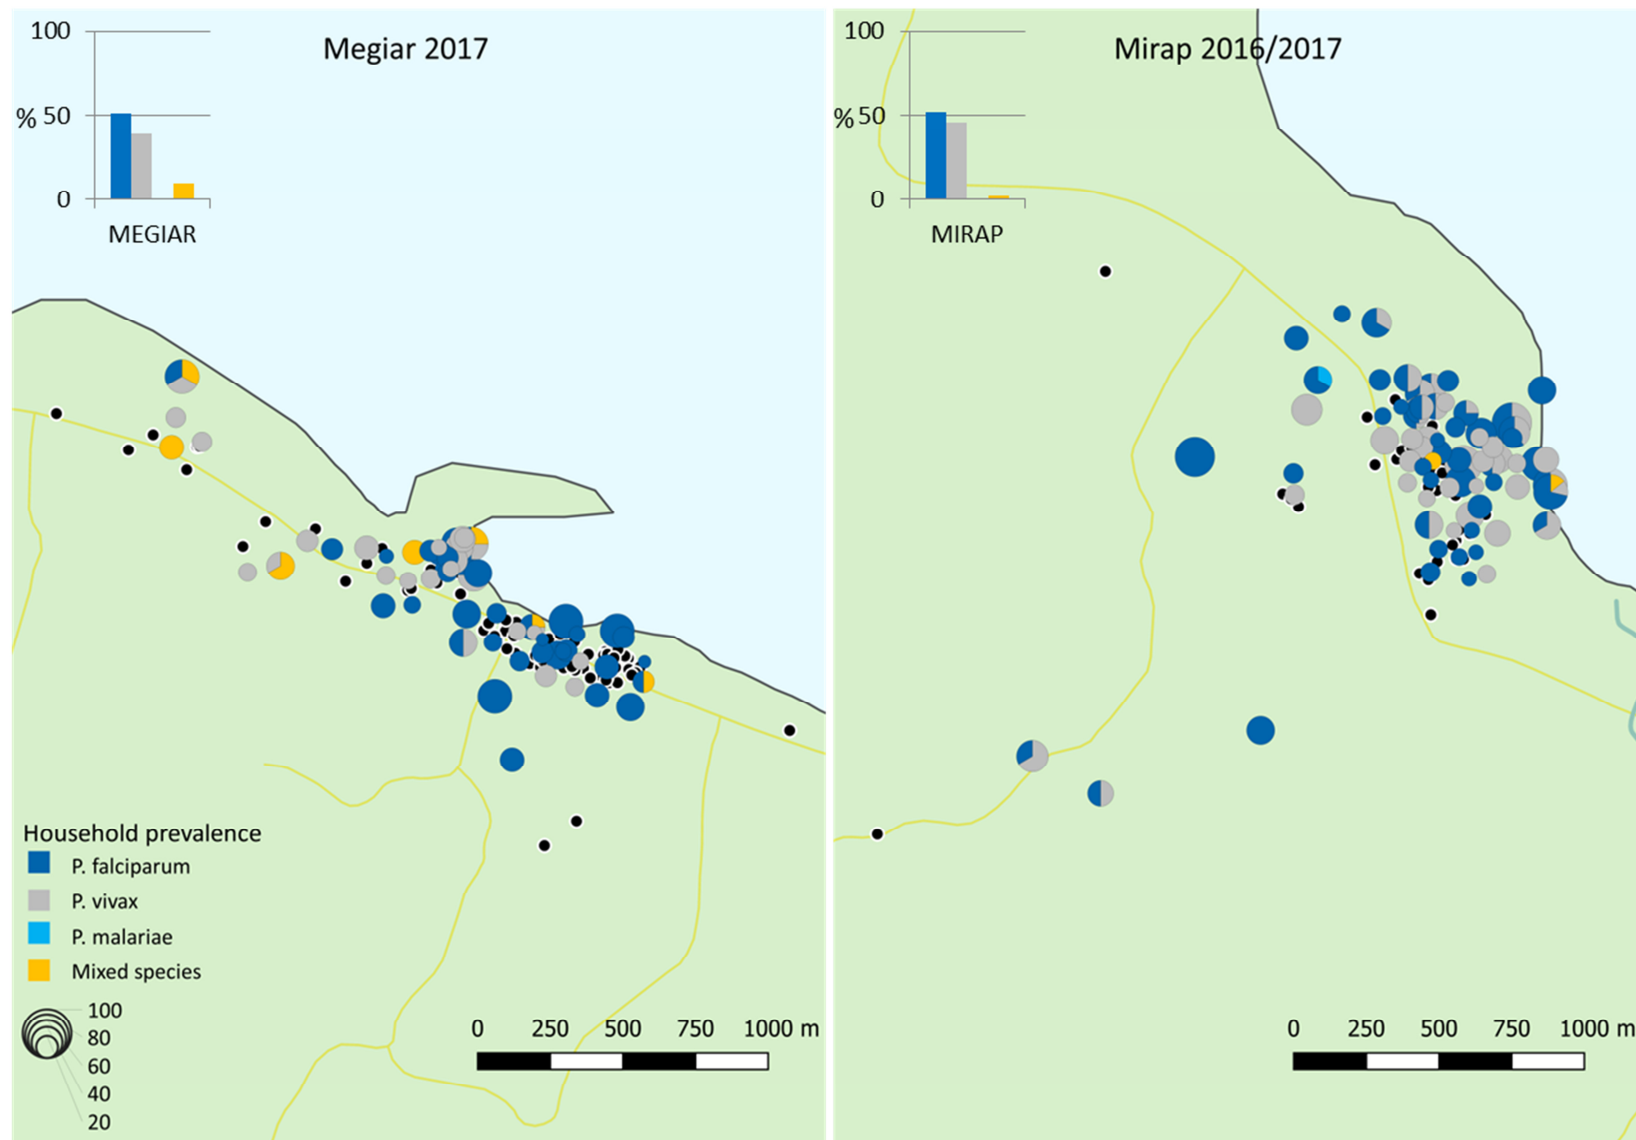 Megiar 2017
100
% 50
0
MEGIAR
Household prevalence
P. falciparum
P. vivax
P. malariae
Mixed species
100
80
60
40
20
0 250 500 750 1000 m
Mirap 2016/2017
100
% 50
0
MIRAP
0 250 500 750 1000 m